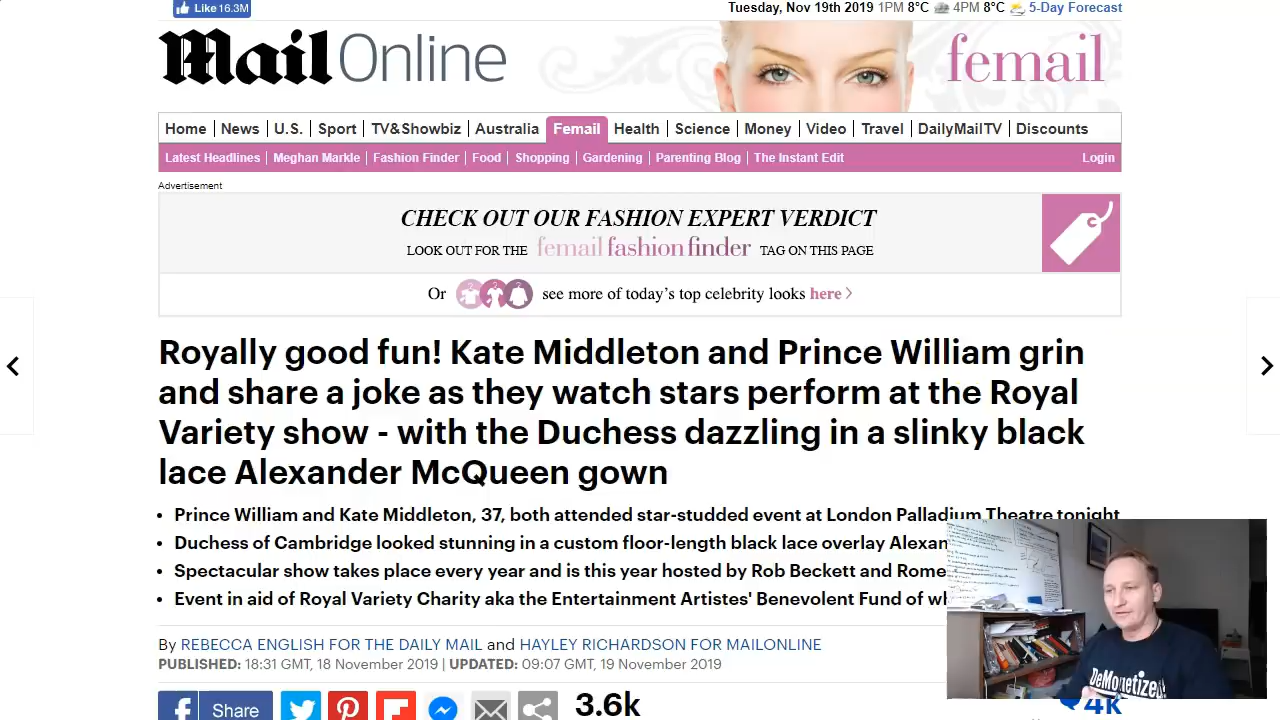 Like 16.3M
Tuesday, Nov 19th 2019 1PM 8°C 4PM 8°C 5-Day Forecast
Mail Online
femail
Home News U.S. Sport TV&Showbiz Australia Femail Health Science Money Video Travel DailyMailTV Discounts
Latest Headlines Meghan Markle Fashion Finder Food Shopping Gardening Parenting Blog The Instant Edit Login
Advertisement
CHECK OUT OUR FASHION EXPERT VERDICT
LOOK OUT FOR THE femail fashion finder TAG ON THIS PAGE
Or see more of today's top celebrity looks here >
Royally good fun! Kate Middleton and Prince William grin
and share a joke as they watch stars perform at the Royal
Variety show - with the Duchess dazzling in a slinky black
lace Alexander McQueen gown
• Prince William and Kate Middleton, 37, both attended star-studded event at London Palladium Theatre tonight
• Duchess of Cambridge looked stunning in a custom floor-length black lace overlay Alexan
• Spectacular show takes place every year and is this year hosted by Rob Beckett and Rome
• Event in aid of Royal Variety Charity aka the Entertainment Artistes' Benevolent Fund of wh
By REBECCA ENGLISH FOR THE DAILY MAIL and HAYLEY RICHARDSON FOR MAILONLINE
PUBLISHED: 18:31 GMT, 18 November 2019 | UPDATED: 09:07 GMT, 19 November 2019
DeMonetized!
Share
3.6k
4k